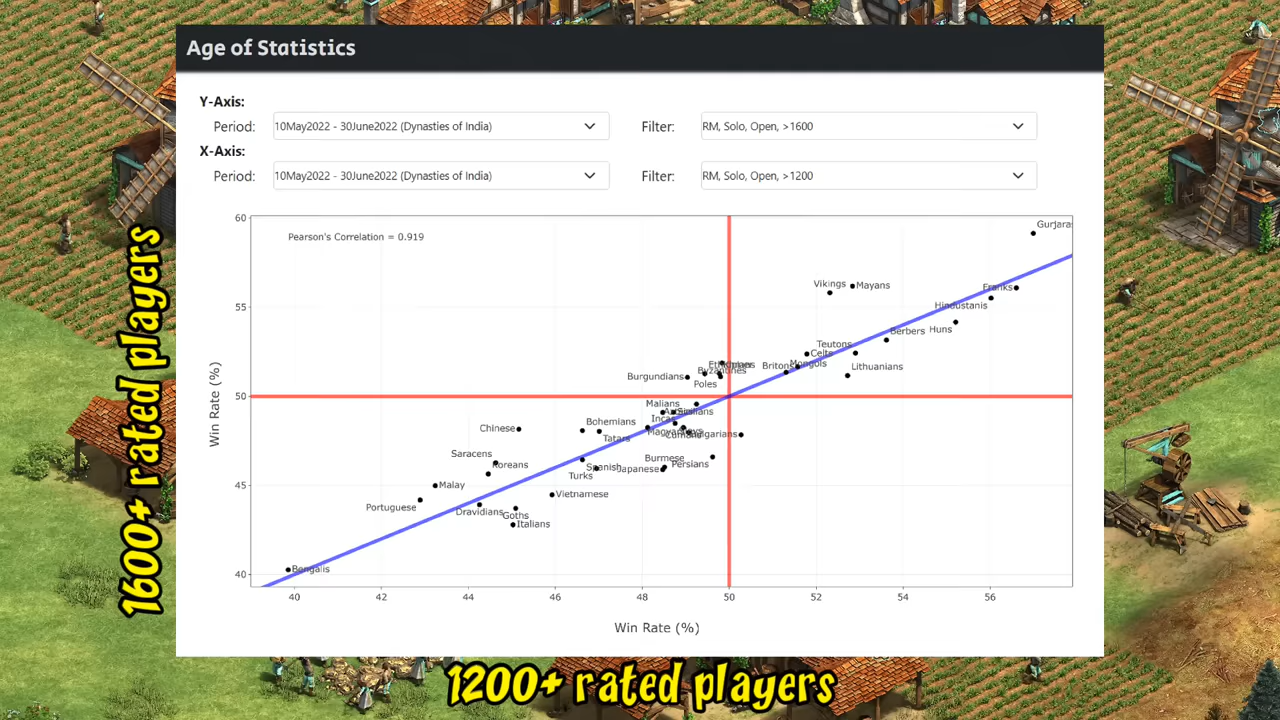 Age of Statistics
Y-Axis:
Period: 10May2022 - 30June2022 (Dynasties of India) Filter: RM, Solo, Open, >1600
X-Axis:
Period: 10May2022 - 30June2022 (Dynasties of India) Filter: RM, Solo, Open, >1200
60
Pearson's Correlation = 0.919
Gurjaras
Vikings Mayans
Franks
55
Hindustanis
Huns
Berbers
Teutons
Celts
Mongols
Britons
Lithuanians
Byzantines
Burgundians
Poles
50
Malians
Incas
Bohemians
Chinese
Tatars
Saracens
Koreans
Burmese
Persians
Spanish
Japanese
Turks
45
Malay
Vietnamese
Portuguese
Dravidians
Goths
Italians
40
Bengalis
40 42 44 46 48 50 52 54 56
Win Rate (%)
Win Rate (%)
1600+ rated players
1200+ rated players